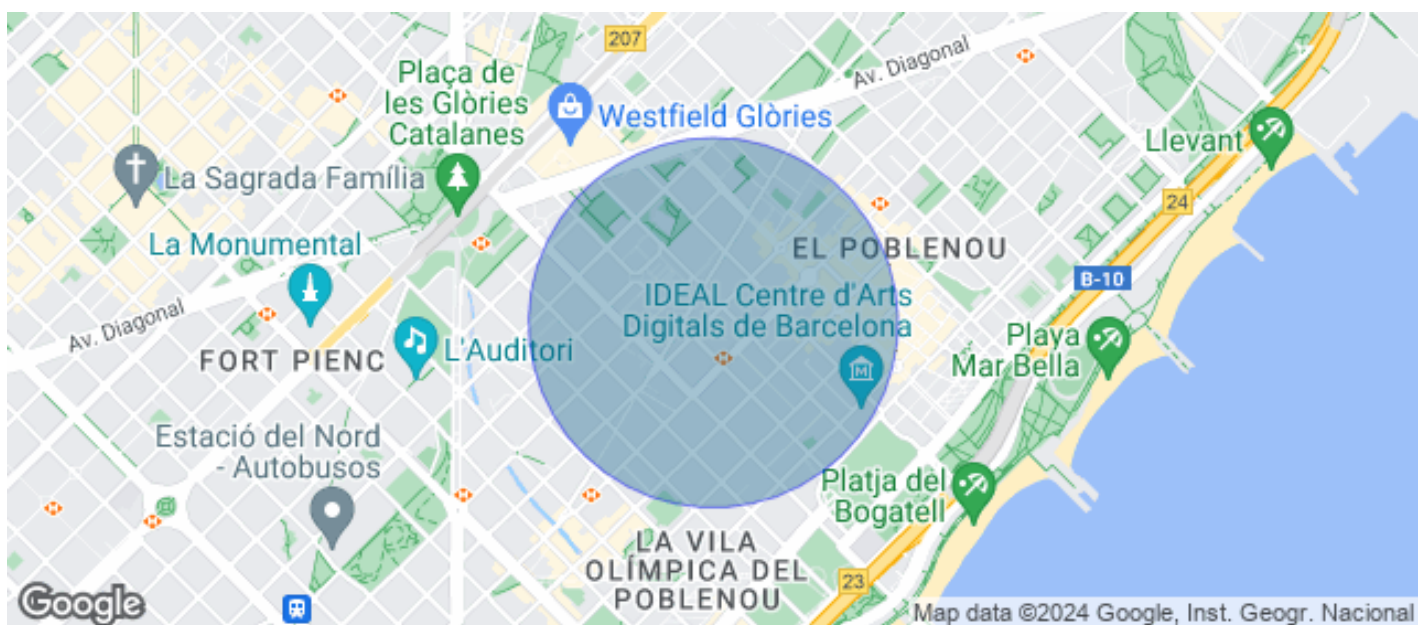 207
Av. Diagonal
Plaça de
les Glòries
Catalanes
Westfield Glòries
Llevant
La Sagrada Família
24
La Monumental
EL POBLENOU
B-10
IDEAL Centre d'Arts
Digitals de Barcelona
Av. Diagonal
L'Auditori
FORT PIENC
Playa
Mar Bella
M
Estació del Nord
- Autobusos
Platja del
Bogatell
LA VILA
OLÍMPICA DEL
POBLENOU
23
Google
Map data ©2024 Google, Inst. Geogr. Nacional